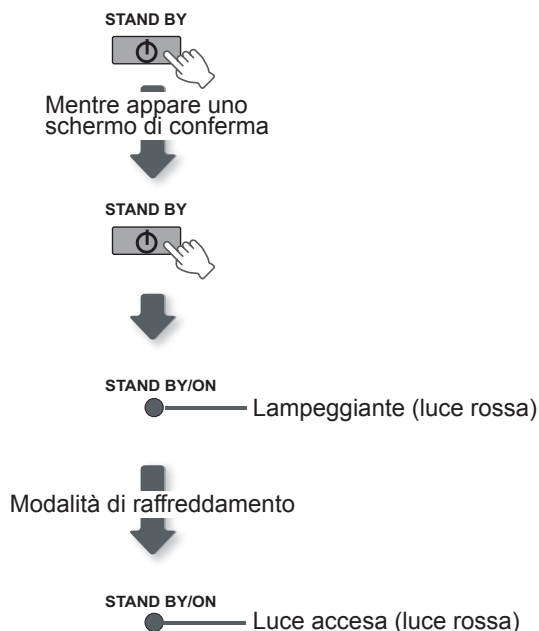 STAND BY
Mentre appare uno
schermo di conferma
STAND BY
STAND BY/ON
Lampeggiante (luce rossa)
Modalità di raffreddamento
STAND BY/ON
Luce accesa (luce rossa)